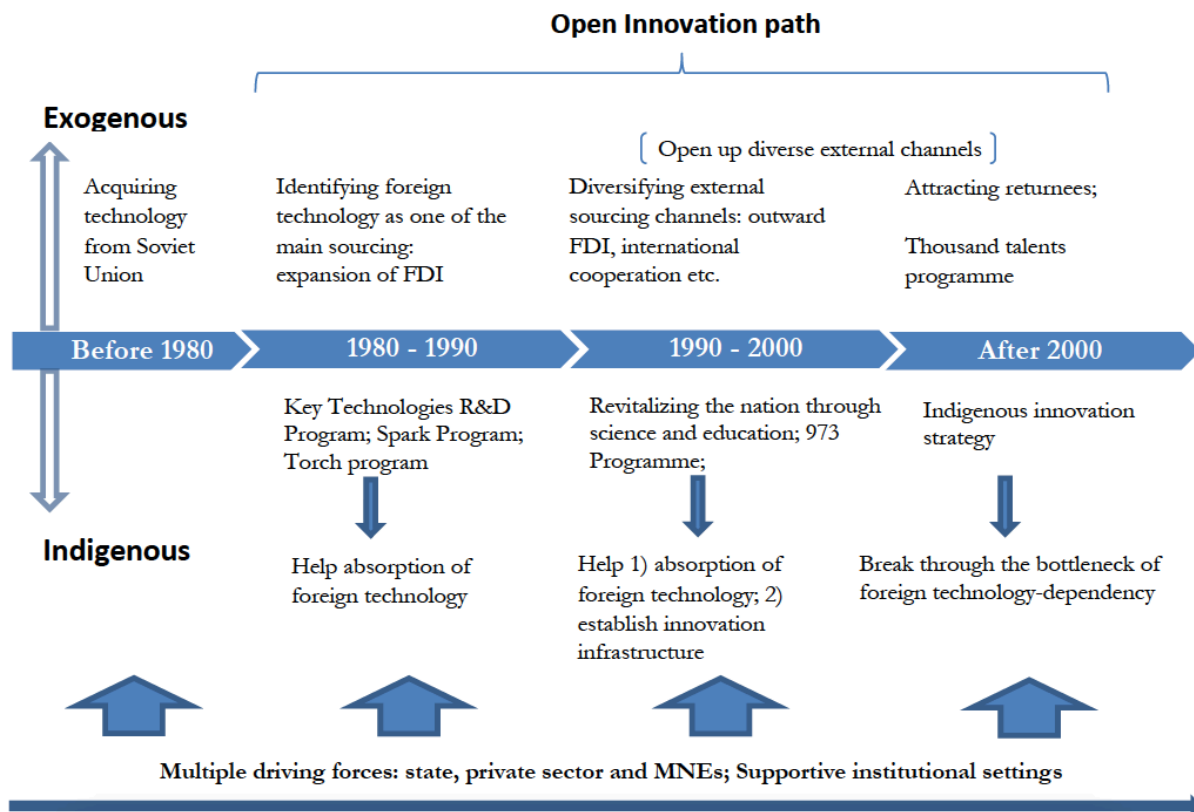 Open Innovation path
Exogenous
Open up diverse external channels
Acquiring
technology
from Soviet
Union
Identifying foreign
technology as one of the
main sourcing:
expansion of FDI
Diversifying external
sourcing channels: outward
FDI, international
cooperation etc.
Attracting returnees;
Thousand talents
programme
Before 1980
1980 - 1990
1990 - 2000
After 2000
Key Technologies R&D
Program; Spark Program;
Torch program
Revitalizing the nation through
science and education; 973
Programme;
Indigenous innovation
strategy
Indigenous
Help absorption of
foreign technology
Help 1) absorption of
foreign technology; 2)
establish innovation
infrastructure
Break through the bottleneck of
foreign technology-dependency
Multiple driving forces: state, private sector and MNEs; Supportive institutional settings